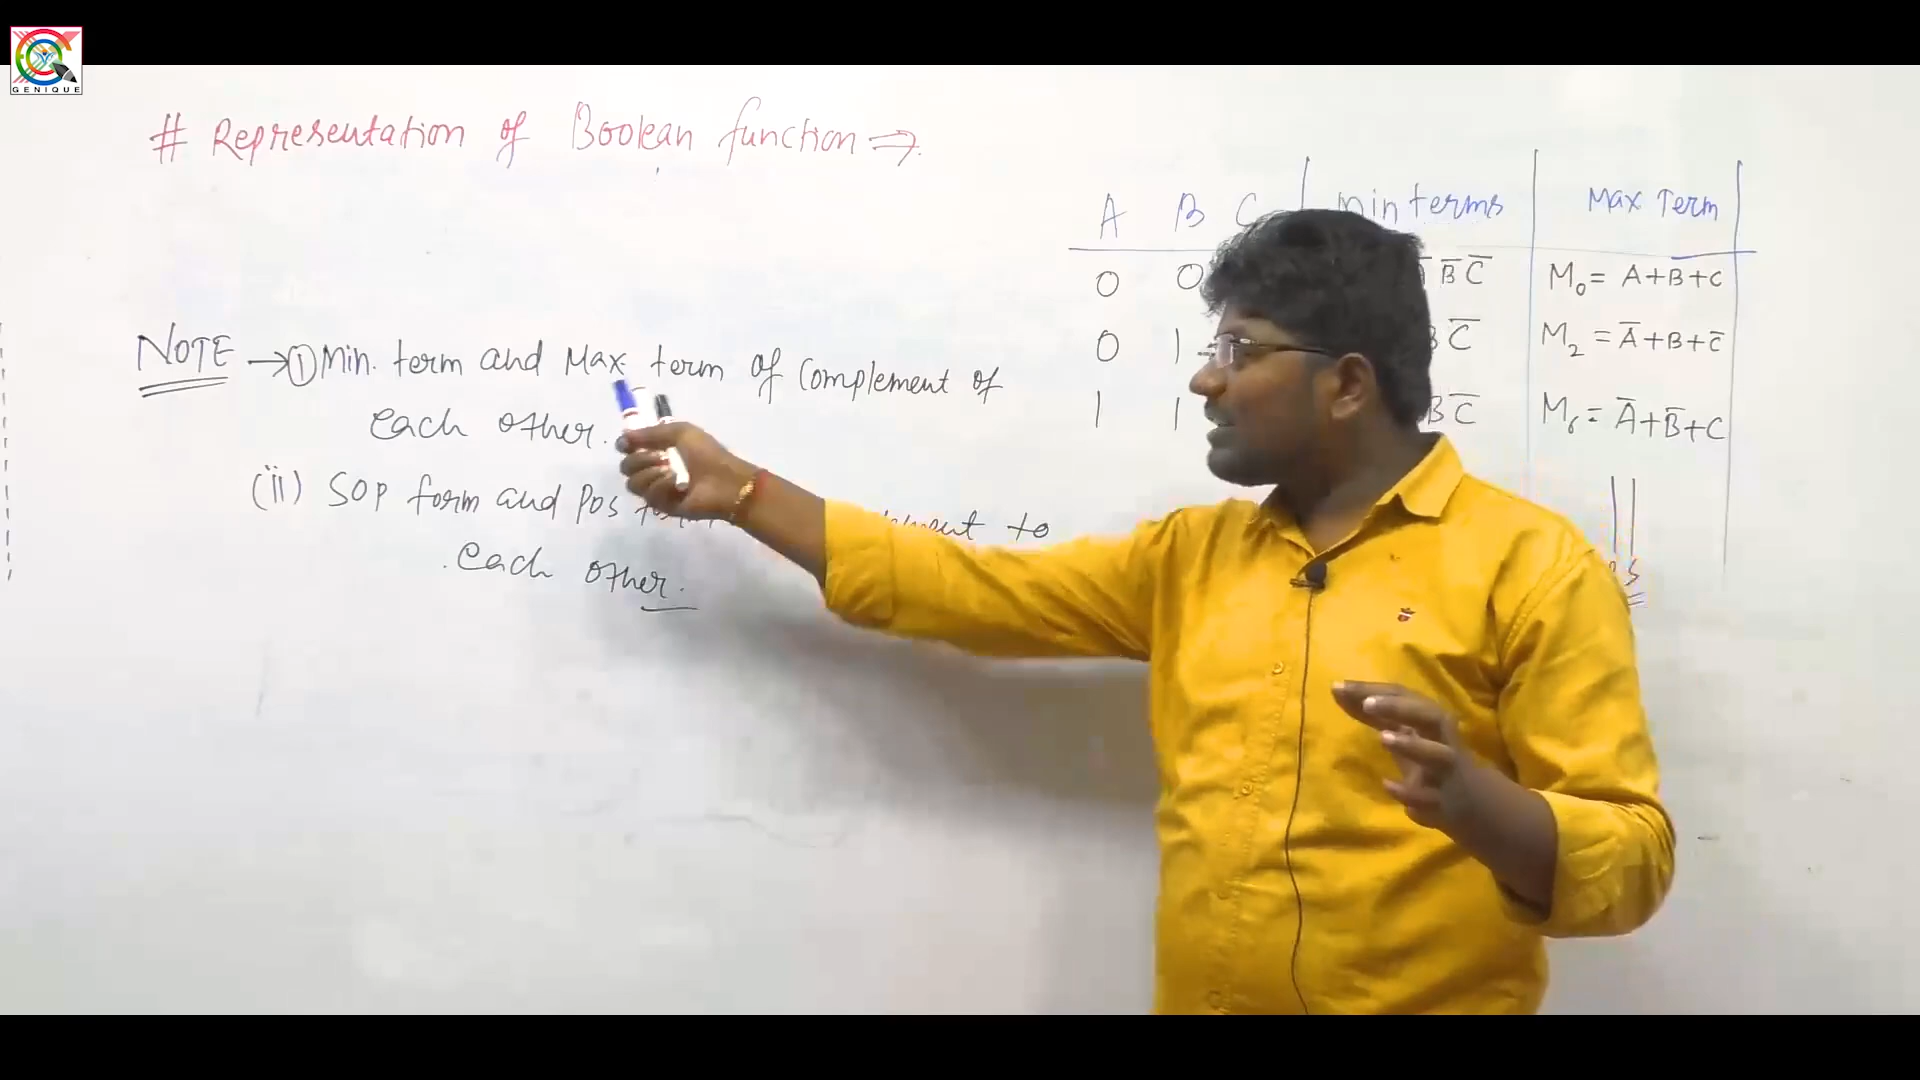 GENIQUE
# Representation of Boolean function ⇒
A B C Min terms Max Term
0 0 B̅ C̅ M₀ = A+B+C
0 1 B C̅ M₂ = A̅+B+C̅
1 1 B C̅ M₆ = A̅+B̅+C
NOTE → ① Min. term and Max term of Complement of
each other.
(ii) SOP form and POS to
each other.